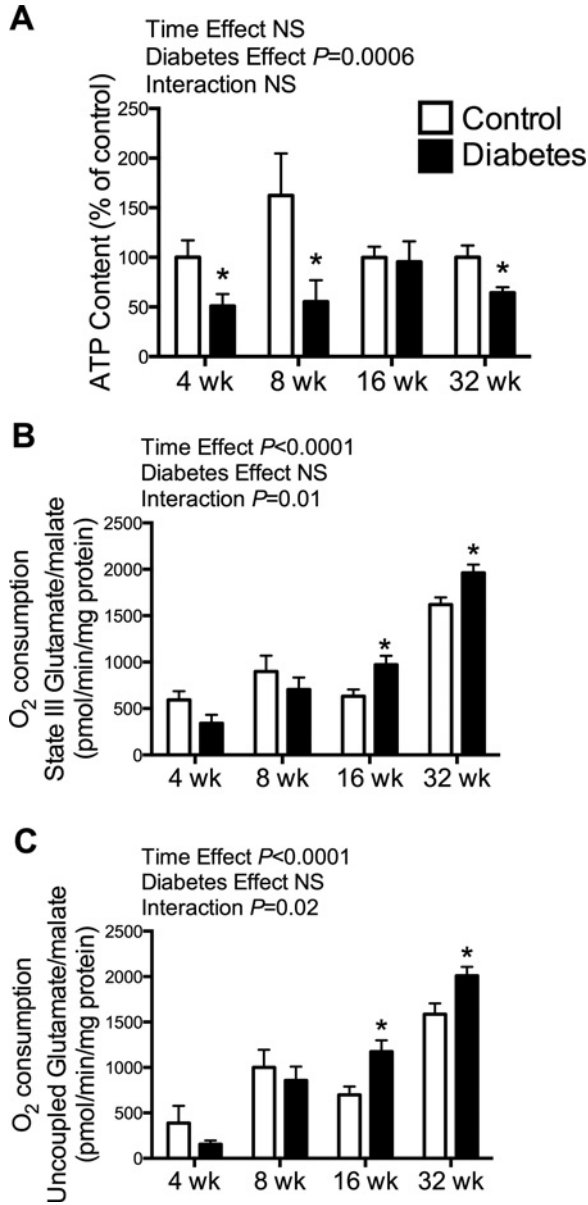 A
Time Effect NS
Diabetes Effect P=0.0006
Interaction NS
ATP Content (% of control)
250
200
150
100
50
0
Control
Diabetes
*
*
*
4 wk
8 wk
16 wk
32 wk
B
Time Effect P<0.0001
Diabetes Effect NS
Interaction P=0.01
O₂ consumption
State III Glutamate/malate
(pmol/min/mg protein)
2500
2000
1500
1000
500
0
*
*
4 wk
8 wk
16 wk
32 wk
C
Time Effect P<0.0001
Diabetes Effect NS
Interaction P=0.02
O₂ consumption
Uncoupled Glutamate/malate
(pmol/min/mg protein)
2500
2000
1500
1000
500
0
*
*
4 wk
8 wk
16 wk
32 wk